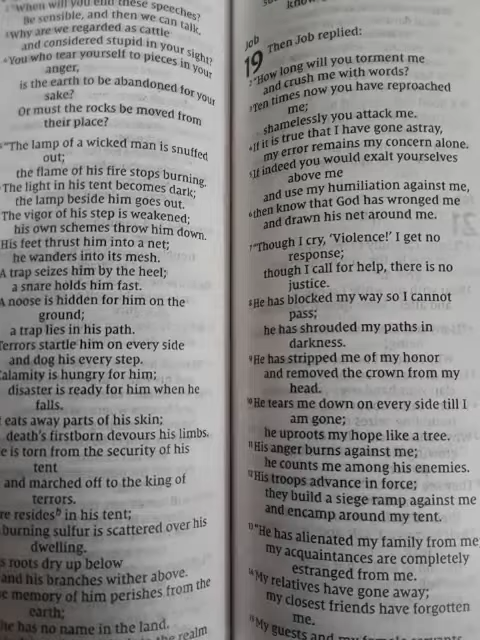 "When will you end these speeches?
Be sensible, and then we can talk.
Why are we regarded as cattle
and considered stupid in your sight?
You who tear yourself to pieces in your
anger,
is the earth to be abandoned for your
sake?
Or must the rocks be moved from
their place?
"The lamp of a wicked man is snuffed
out;
the flame of his fire stops burning.
The light in his tent becomes dark;
the lamp beside him goes out.
The vigor of his step is weakened;
his own schemes throw him down.
His feet thrust him into a net;
he wanders into its mesh.
A trap seizes him by the heel;
a snare holds him fast.
A noose is hidden for him on the
ground;
a trap lies in his path.
Terrors startle him on every side
and dog his every step.
Calamity is hungry for him;
disaster is ready for him when he
falls.
eats away parts of his skin;
death's firstborn devours his limbs.
e is torn from the security of his
tent
and marched off to the king of
terrors.
re resides b in his tent;
burning sulfur is scattered over his
dwelling.
s roots dry up below
and his branches wither above.
e memory of him perishes from the
earth;
he has no name in the land.
the realm
Job
19 Then Job replied:
2 "How long will you torment me
and crush me with words?
3 Ten times now you have reproached
me;
shamelessly you attack me.
4 If it is true that I have gone astray,
my error remains my concern alone.
5 If indeed you would exalt yourselves
above me
and use my humiliation against me,
6 then know that God has wronged me
and drawn his net around me.
7 "Though I cry, 'Violence!' I get no
response;
though I call for help, there is no
justice.
8 He has blocked my way so I cannot
pass;
he has shrouded my paths in
darkness.
9 He has stripped me of my honor
and removed the crown from my
head.
10 He tears me down on every side till I
am gone;
he uproots my hope like a tree.
11 His anger burns against me;
he counts me among his enemies.
12 His troops advance in force;
they build a siege ramp against me
and encamp around my tent.
13 "He has alienated my family from me;
my acquaintances are completely
estranged from me.
14 My relatives have gone away;
my closest friends have forgotten
me.
15 My guests and my